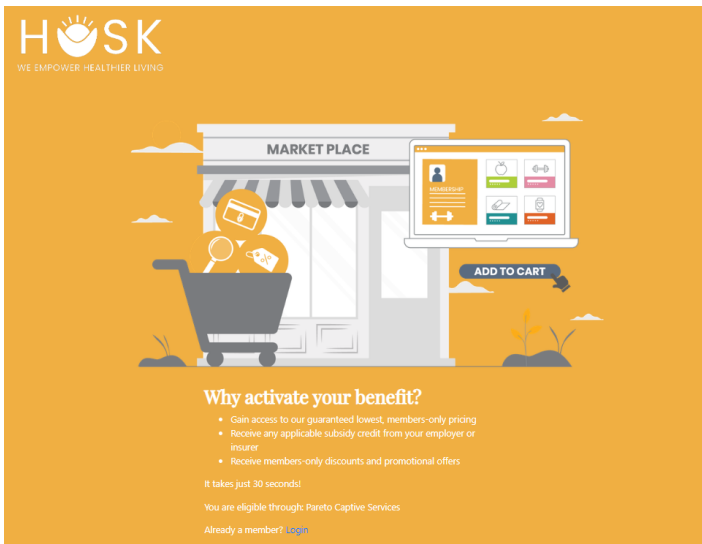 HUSK
WE EMPOWER HEALTHIER LIVING
MARKET PLACE
MEMBERSHIP
ADD TO CART
Why activate your benefit?
Gain access to our guaranteed lowest, members-only pricing
Receive any applicable subsidy credit from your employer or
insurer
Receive members-only discounts and promotional offers
It takes just 30 seconds!
You are eligible through: Pareto Captive Services
Already a member? Login